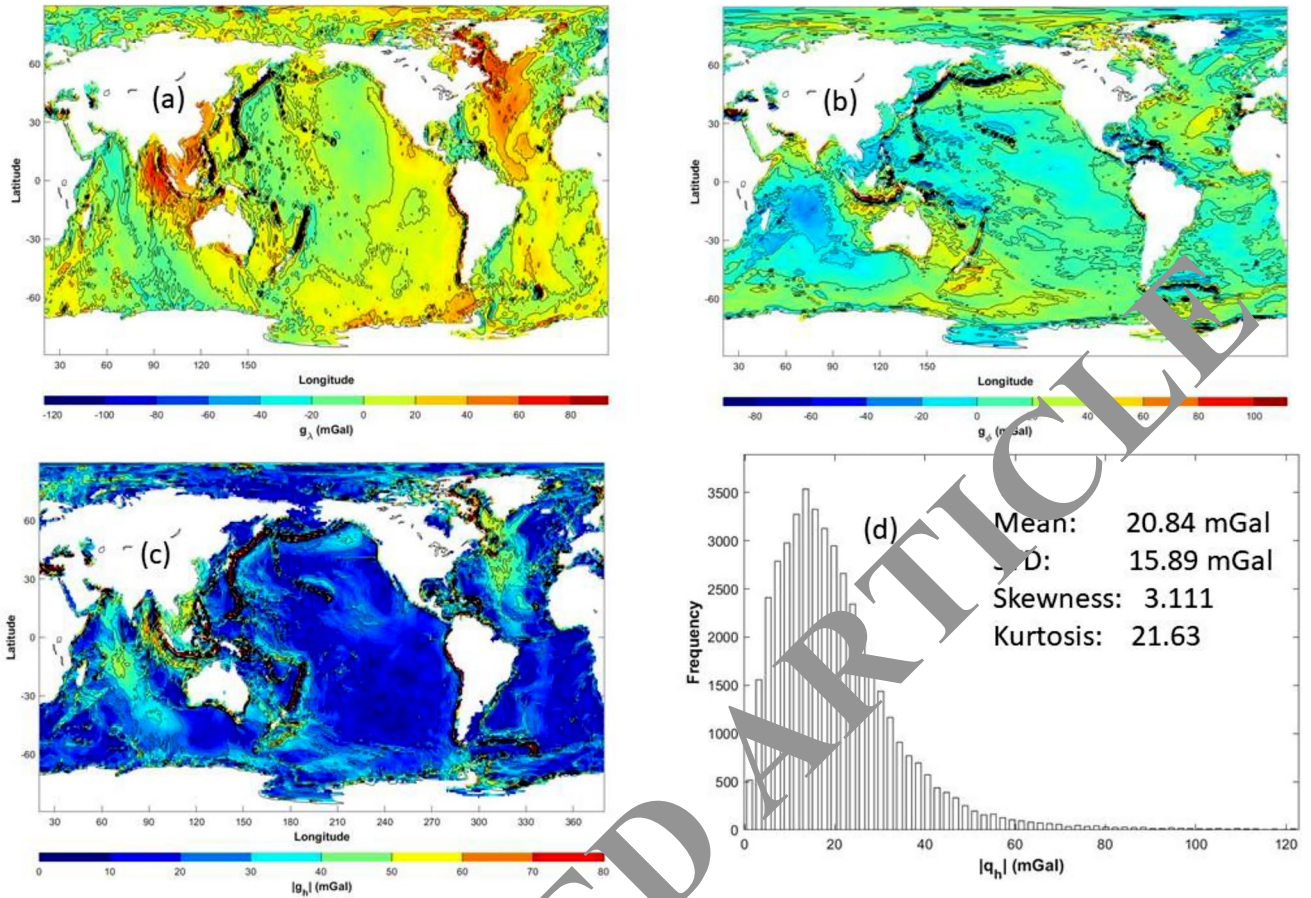 (a)
60
30
0
-30
-60
Latitude
30 60 90 120 150
Longitude
-120 -100 -80 -60 -40 -20 0 20 40 60 80
g_λ (mGal)
(b)
60
30
0
-30
-60
Latitude
30 60 90 120 150
Longitude
-80 -60 -40 -20 0 20 40 60 80 100
(mGal)
(c)
60
30
0
-30
-60
Latitude
30 60 90 120 150 180 210 240 270 300 330 360
Longitude
0 10 20 30 40 50 60 70 80
|g_h| (mGal)
(d)
Mean: 20.84 mGal
15.89 mGal
Skewness: 3.111
Kurtosis: 21.63
3500
3000
2500
2000
1500
1000
500
0
Frequency
0 20 40 60 80 100 120
|q_h| (mGal)
D ARTICLE